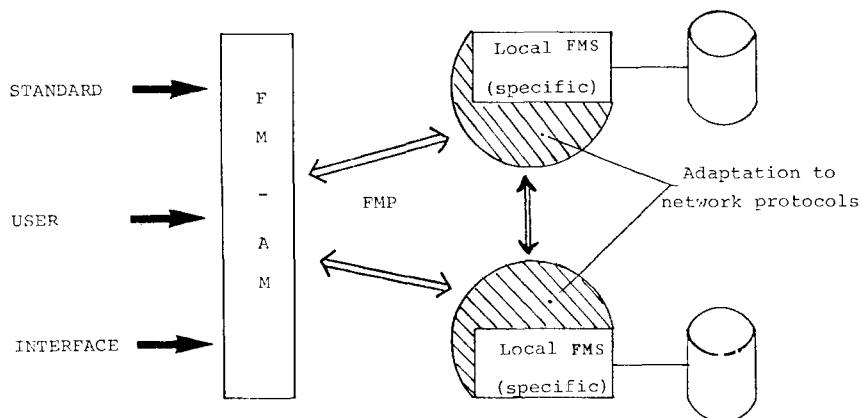 STANDARD
USER
INTERFACE
F
M
-
A
M
FMP
Local FMS
(specific)
Adaptation to
network protocols
Local FMS
(specific)